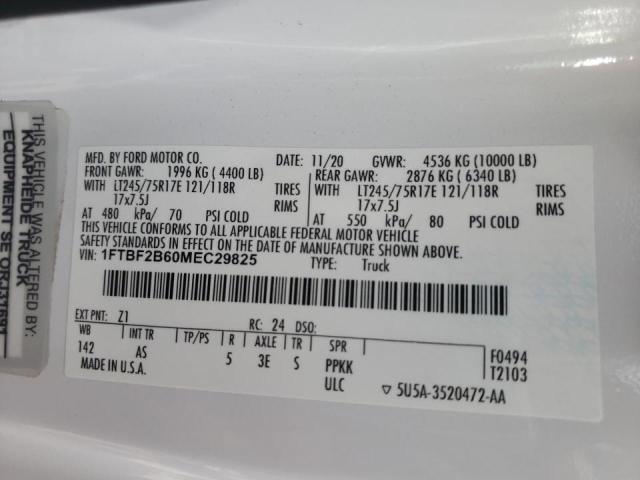 THIS VEHICLE WAS ALTERED BY:
KNAPHEIDE TRUCK
EQUIPMENT SE
MFD. BY FORD MOTOR CO.
DATE: 11/20 GVWR: 4536 KG (10000 LB)
FRONT GAWR: 1996 KG ( 4400 LB)
REAR GAWR: 2876 KG ( 6340 LB)
WITH LT245/75R17E 121/118R TIRES
WITH LT245/75R17E 121/118R TIRES
17x7.5J RIMS
17x7.5J RIMS
AT 480 kPa/ 70 PSI COLD
AT 550 kPa/ 80 PSI COLD
THIS VEHICLE CONFORMS TO ALL APPLICABLE FEDERAL MOTOR VEHICLE
SAFETY STANDARDS IN EFFECT ON THE DATE OF MANUFACTURE SHOWN ABOVE.
VIN: 1FTBF2B60MEC29825
TYPE: Truck
EXT PNT: Z1 RC: 24 DSO:
WB INT TR TP/PS R AXLE TR SPR
142 AS 5 3E S PPKK
ULC
F0494
T2103
MADE IN U.S.A.
▽ 5U5A-3520472-AA